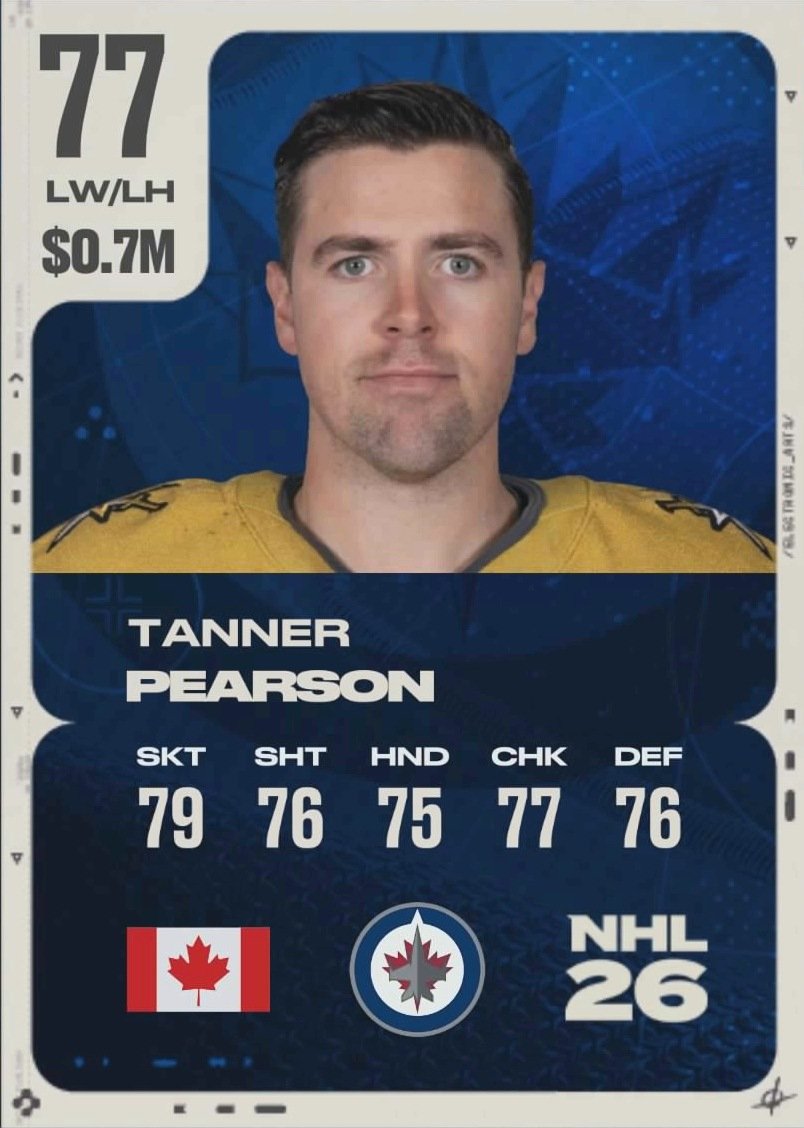 77
LW/LH
$0.7M
TANNER
PEARSON
SKT SHT HND CHK DEF
79 76 75 77 76
NHL
26